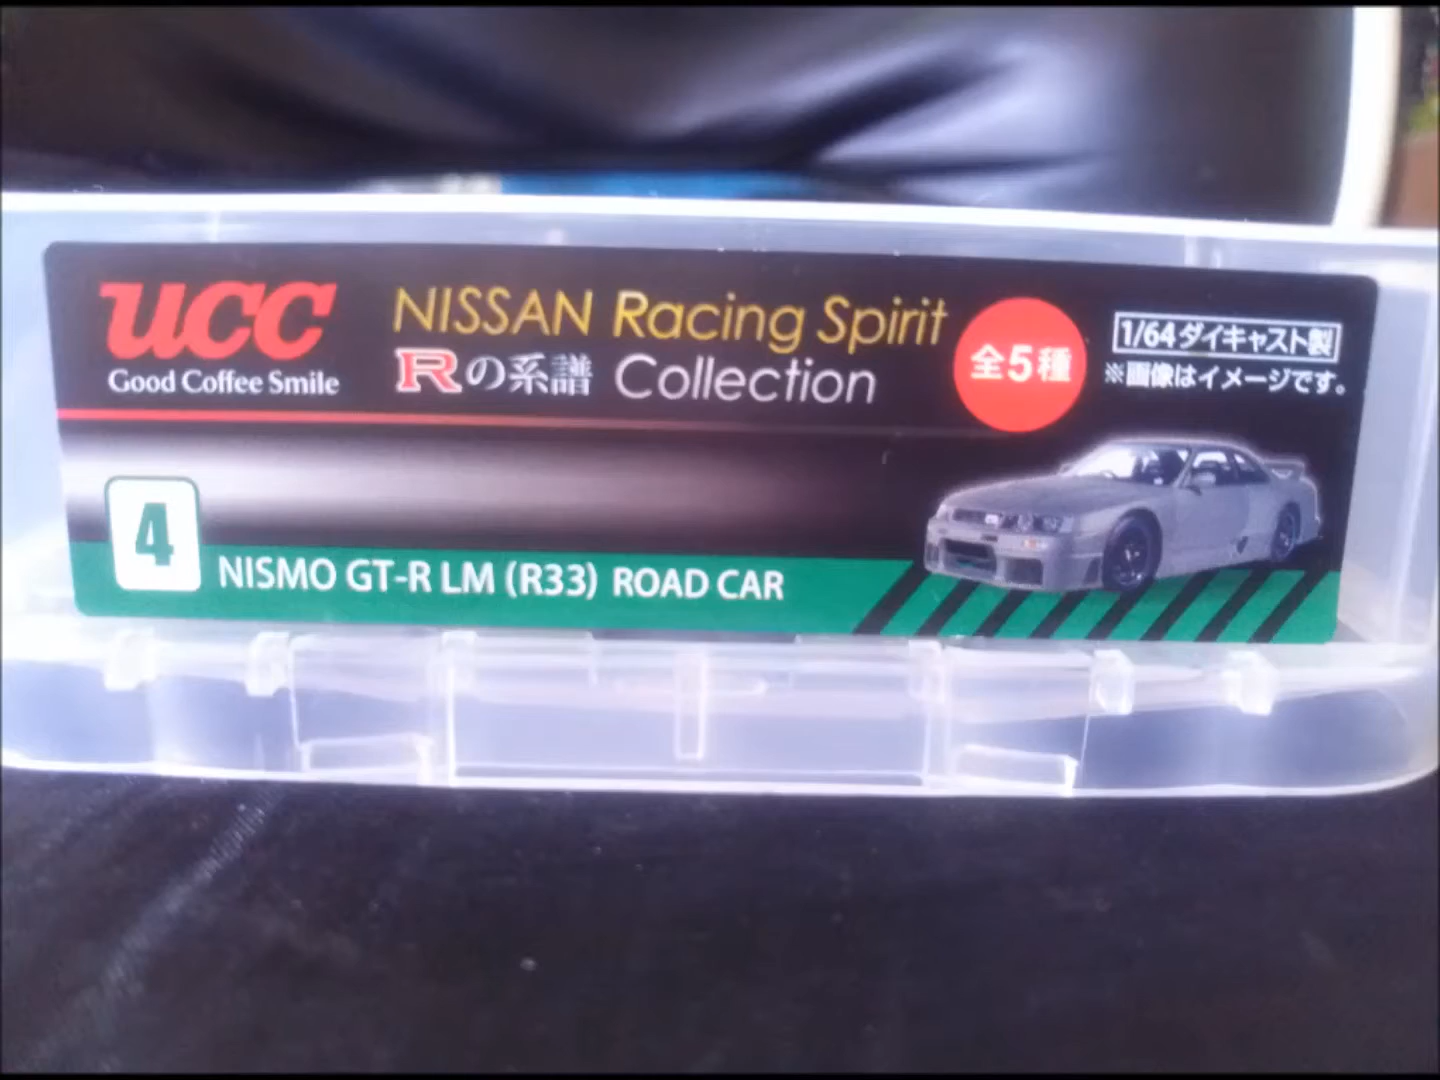 UCC
Good Coffee Smile
NISSAN Racing Spirit
Rの系譜 Collection
全5種
1/64ダイキャスト製
※画像はイメージです。
4
NISMO GT-R LM (R33) ROAD CAR